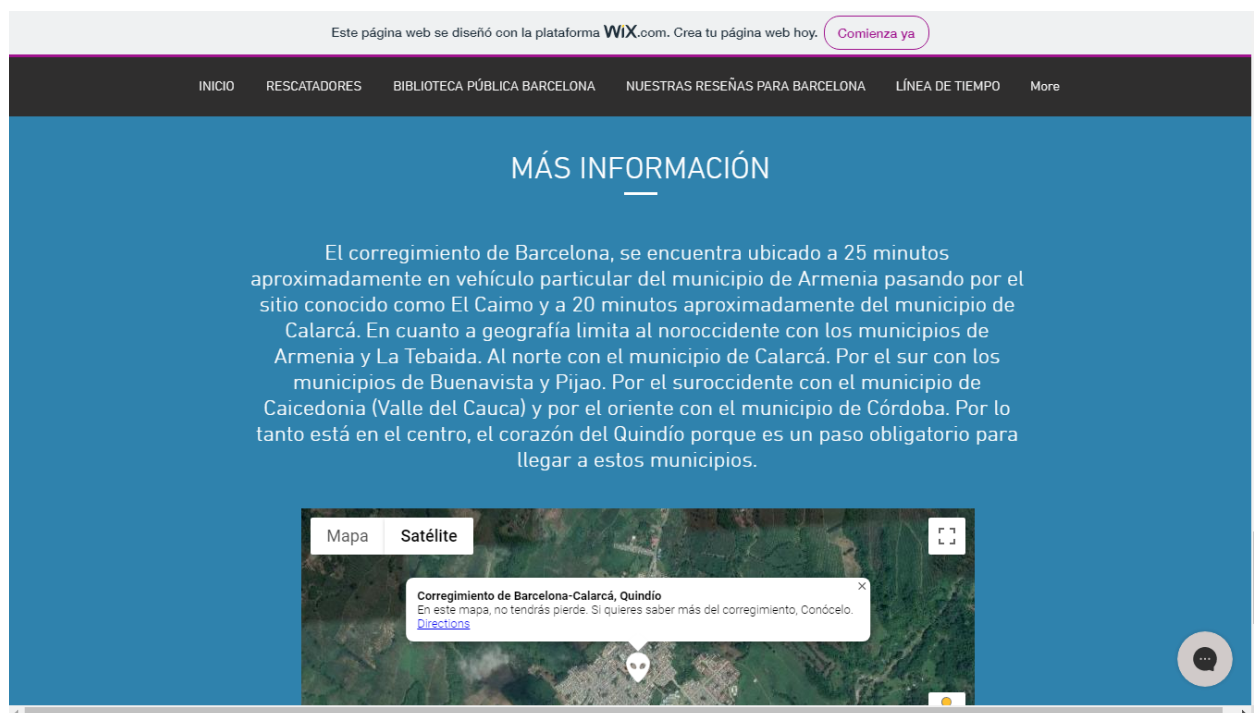 Este página web se diseñó con la plataforma WiX.com. Crea tu página web hoy. Comienza ya
INICIO RESCATADORES BIBLIOTECA PÚBLICA BARCELONA NUESTRAS RESEÑAS PARA BARCELONA LÍNEA DE TIEMPO More
MÁS INFORMACIÓN
El corregimiento de Barcelona, se encuentra ubicado a 25 minutos
aproximadamente en vehículo particular del municipio de Armenia pasando por el
sitio conocido como El Caimo y a 20 minutos aproximadamente del municipio de
Calarcá. En cuanto a geografía limita al noroccidente con los municipios de
Armenia y La Tebaida. Al norte con el municipio de Calarcá. Por el sur con los
municipios de Buenavista y Pijao. Por el suroccidente con el municipio de
Caicedonia (Valle del Cauca) y por el oriente con el municipio de Córdoba. Por lo
tanto está en el centro, el corazón del Quindío porque es un paso obligatorio para
llegar a estos municipios.
Mapa Satélite
Corregimiento de Barcelona-Calarcá, Quindío
En este mapa, no tendrás pierde. Si quieres saber más del corregimiento, Conócelo.
Directions